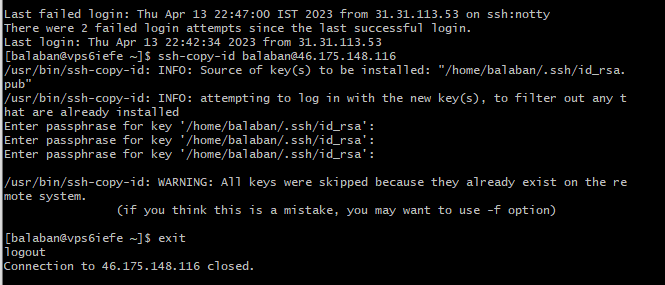 Last failed login: Thu Apr 13 22:47:00 IST 2023 from 31.31.113.53 on ssh:notty
There were 2 failed login attempts since the last successful login.
Last login: Thu Apr 13 22:42:34 2023 from 31.31.113.53
[balaban@vps6iefe ~]$ ssh-copy-id balaban@46.175.148.116
/usr/bin/ssh-copy-id: INFO: Source of key(s) to be installed: "/home/balaban/.ssh/id_rsa.
pub"
/usr/bin/ssh-copy-id: INFO: attempting to log in with the new key(s), to filter out any t
hat are already installed
Enter passphrase for key '/home/balaban/.ssh/id_rsa':
Enter passphrase for key '/home/balaban/.ssh/id_rsa':
Enter passphrase for key '/home/balaban/.ssh/id_rsa':
/usr/bin/ssh-copy-id: WARNING: All keys were skipped because they already exist on the re
mote system.
(if you think this is a mistake, you may want to use -f option)
[balaban@vps6iefe ~]$ exit
logout
Connection to 46.175.148.116 closed.